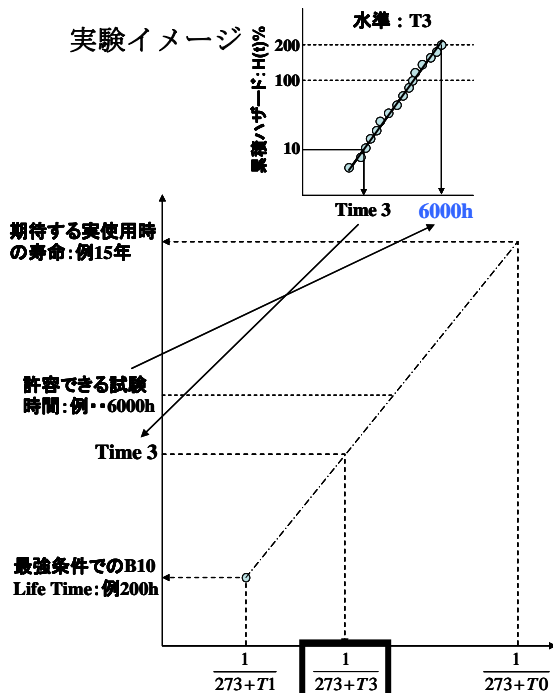 実験イメージ
水準：T3
累積ハザード:H(t)%
200
100
10
Time 3
6000h
期待する実使用時
の寿命:例15年
許容できる試験
時間:例・・6000h
Time 3
最強条件でのB10
Life Time:例200h
1
273+T1
1
273+T3
1
273+T0